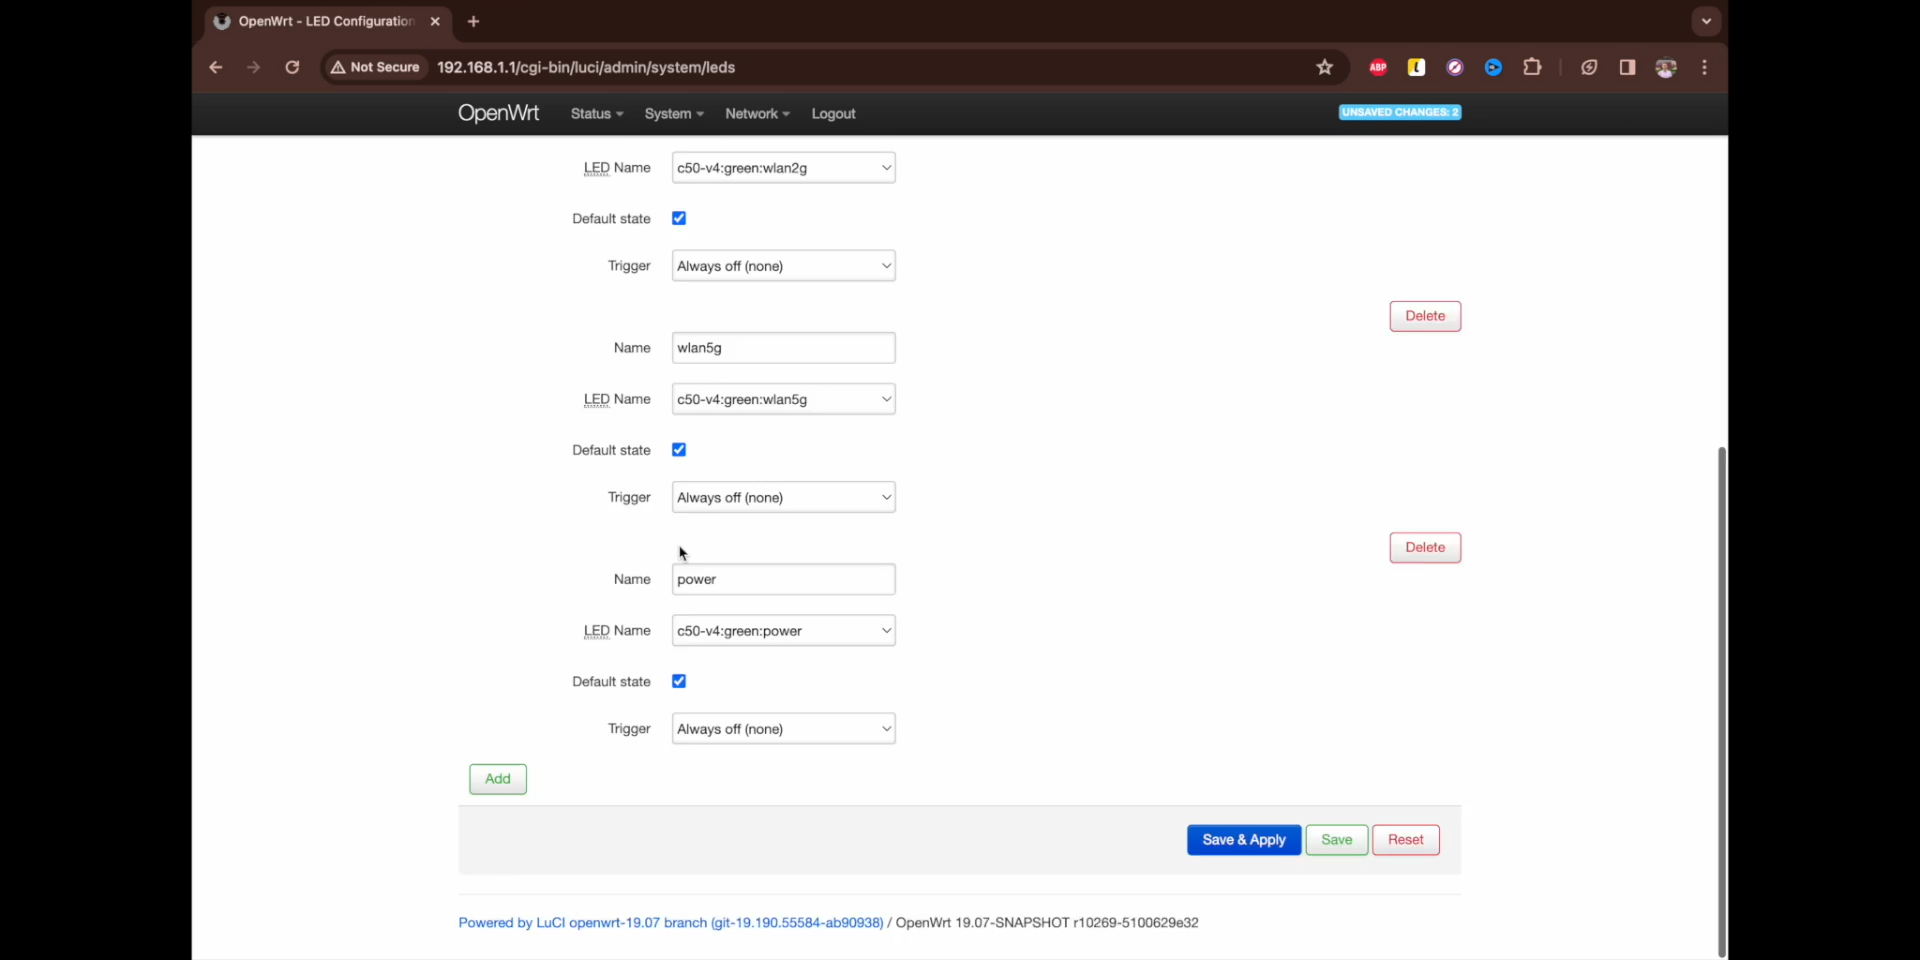 OpenWrt - LED Configuration
Not Secure 192.168.1.1/cgi-bin/luci/admin/system/leds
ABP
OpenWrt Status System Network Logout UNSAVED CHANGES: 2
LED Name c50-v4:green:wlan2g
Default state
Trigger Always off (none)
Delete
Name wlan5g
LED Name c50-v4:green:wlan5g
Default state
Trigger Always off (none)
Delete
Name power
LED Name c50-v4:green:power
Default state
Trigger Always off (none)
Add
Save & Apply Save Reset
Powered by LuCI openwrt-19.07 branch (git-19.190.55584-ab90938) / OpenWrt 19.07-SNAPSHOT r10269-5100629e32